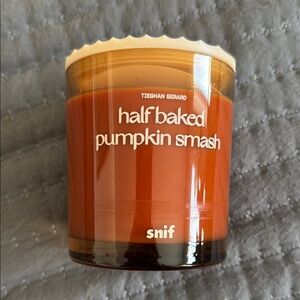 TIEGHAN GERARD
half baked
pumpkin smash
snif